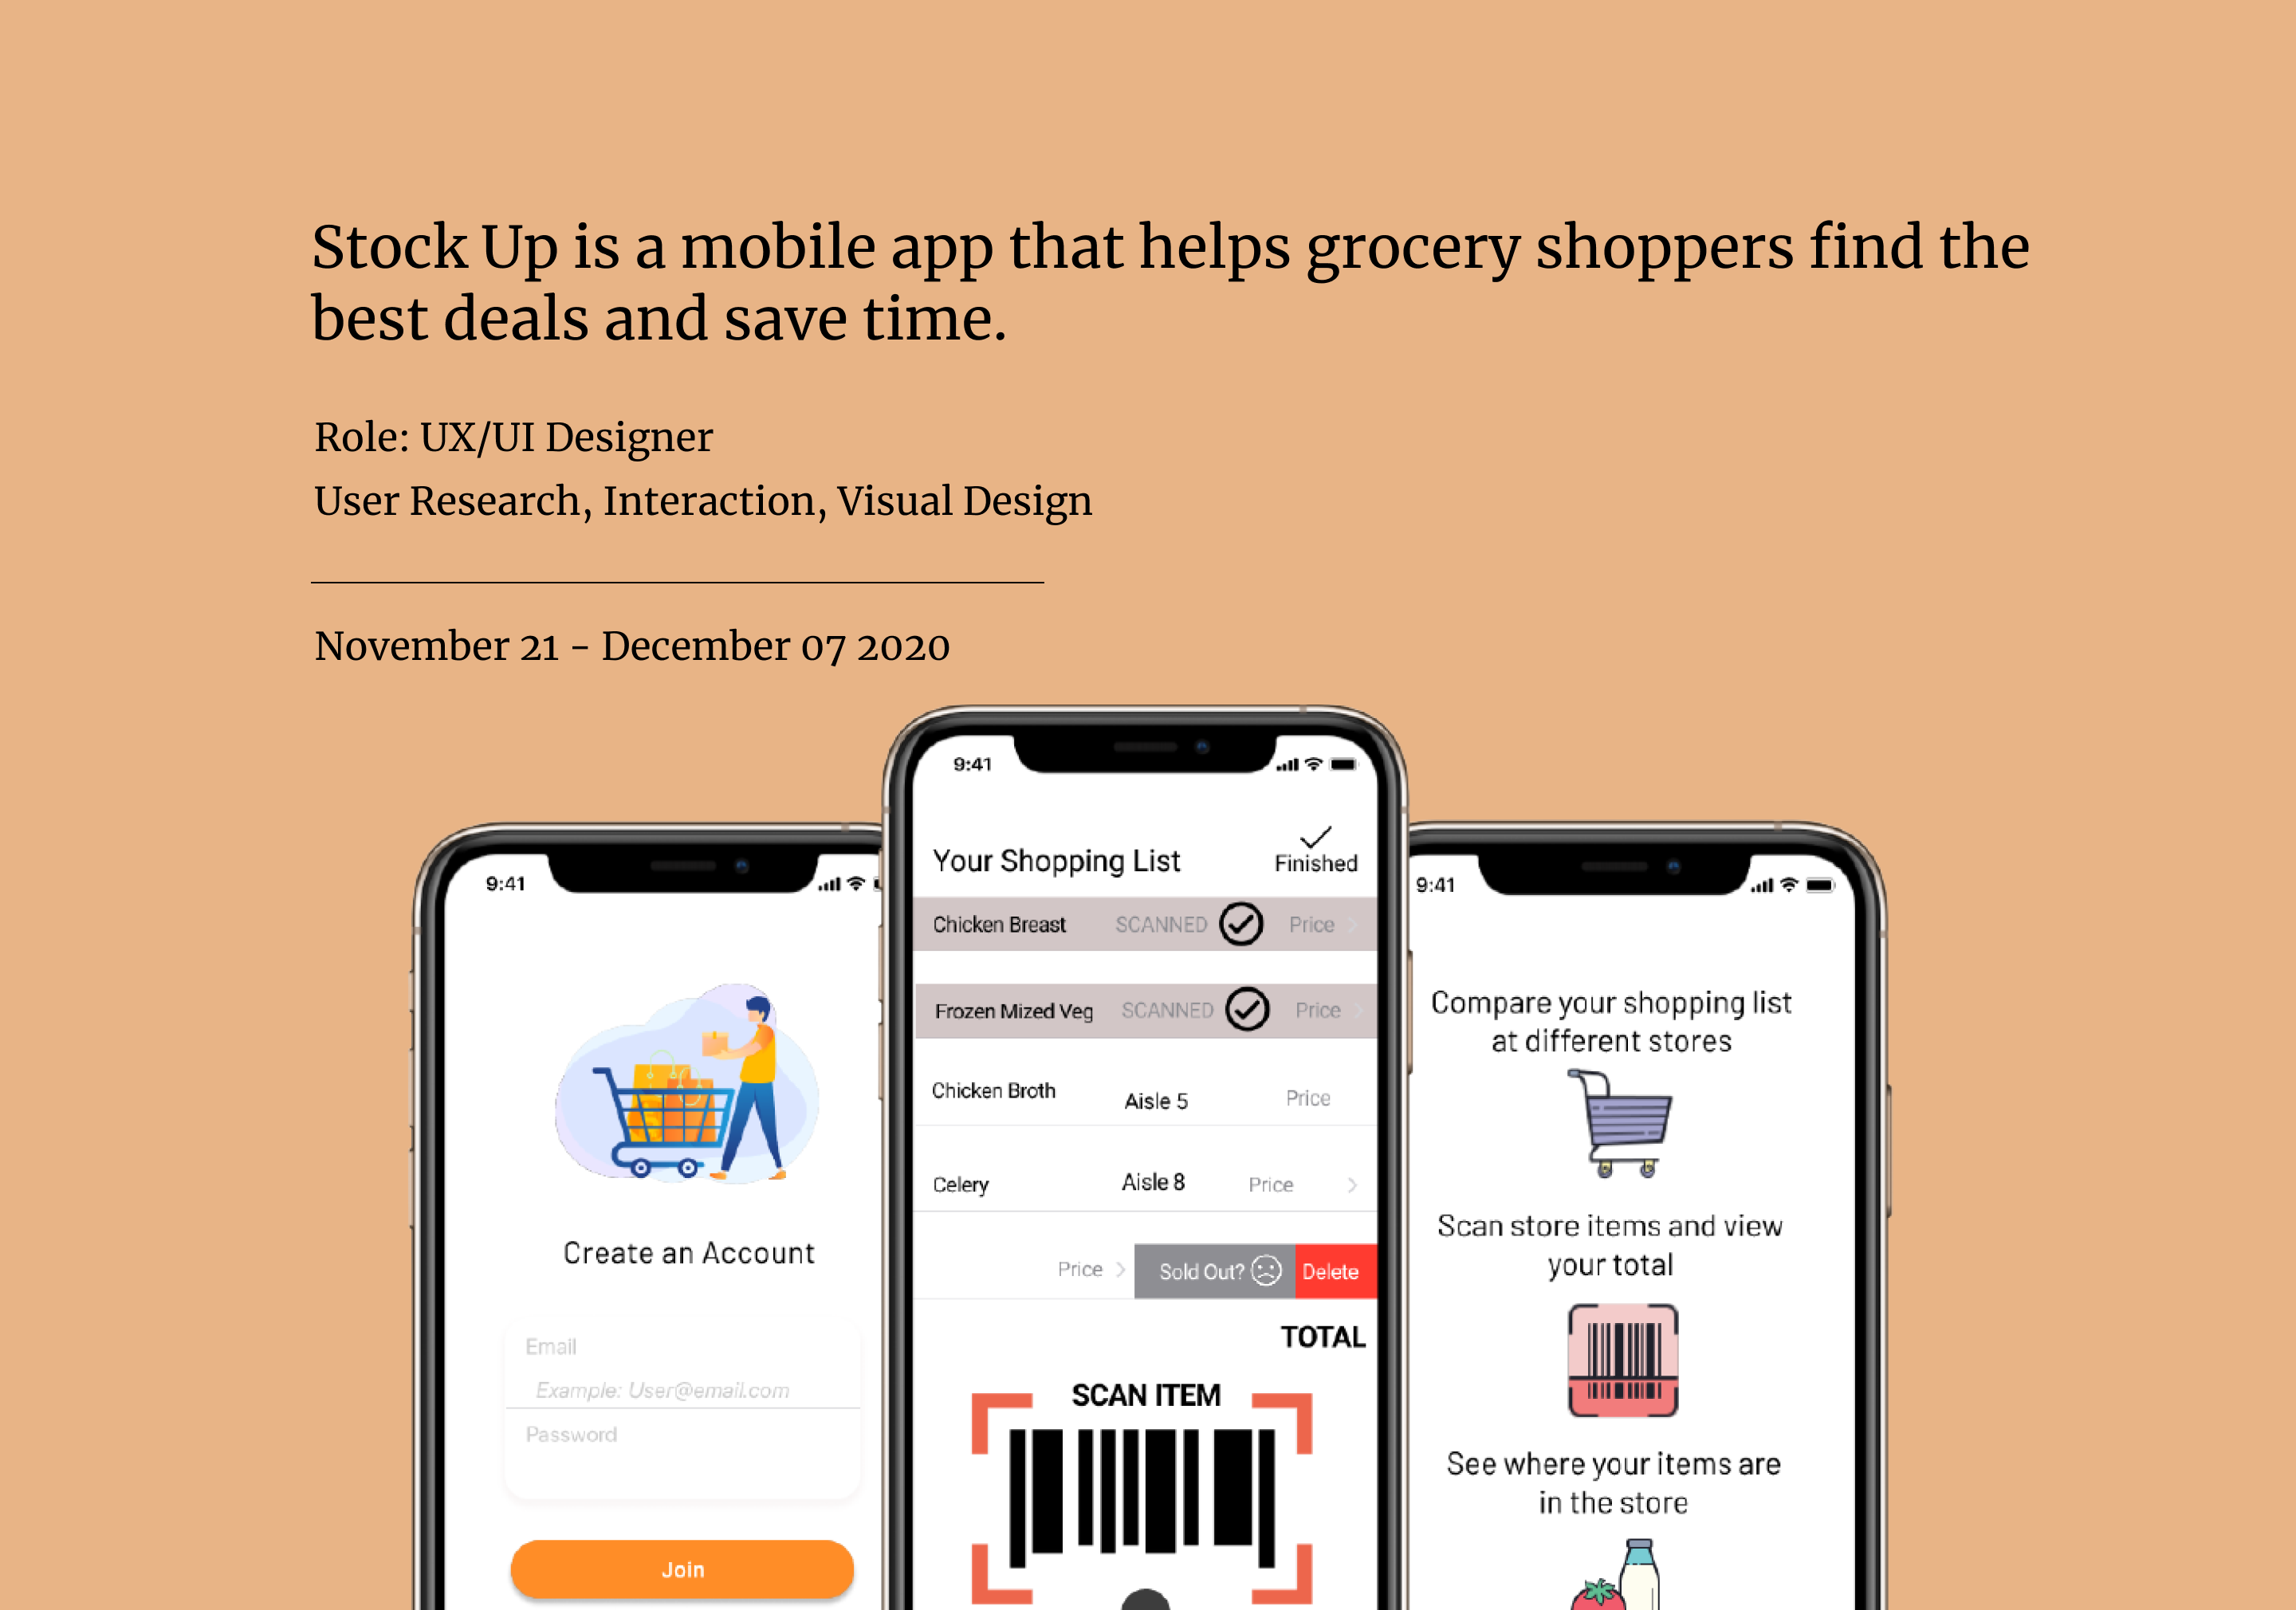 Stock Up is a mobile app that helps grocery shoppers find the
best deals and save time.
Role: UX/UI Designer
User Research, Interaction, Visual Design
November 21 - December 07 2020
9:41
Create an Account
Email
Example: User@email.com
Password
Join
9:41
Your Shopping List
Finished
Chicken Breast SCANNED Price
Frozen Mized Veg SCANNED Price
Chicken Broth Aisle 5 Price
Celery Aisle 8 Price
Price Sold Out? Delete
TOTAL
SCAN ITEM
9:41
Compare your shopping list
at different stores
Scan store items and view
your total
See where your items are
in the store